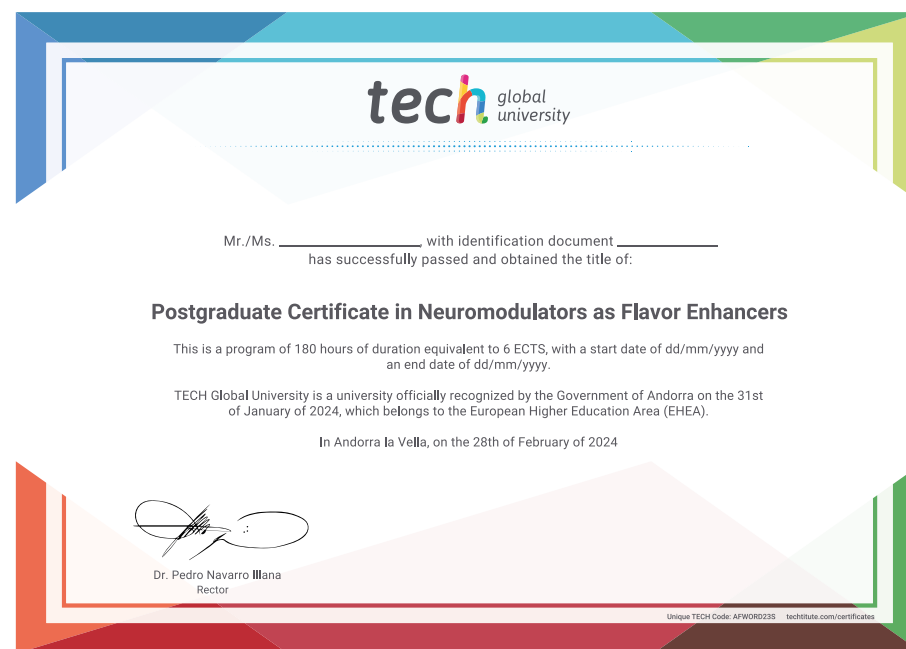 tech global university
Mr./Ms. ____________________, with identification document ______________
has successfully passed and obtained the title of:
Postgraduate Certificate in Neuromodulators as Flavor Enhancers
This is a program of 180 hours of duration equivalent to 6 ECTS, with a start date of dd/mm/yyyy and
an end date of dd/mm/yyyy.
TECH Global University is a university officially recognized by the Government of Andorra on the 31st
of January of 2024, which belongs to the European Higher Education Area (EHEA).
In Andorra la Vella, on the 28th of February of 2024
Dr. Pedro Navarro Illana
Rector
Unique TECH Code: AFWORD23S techtitute.com/certificates